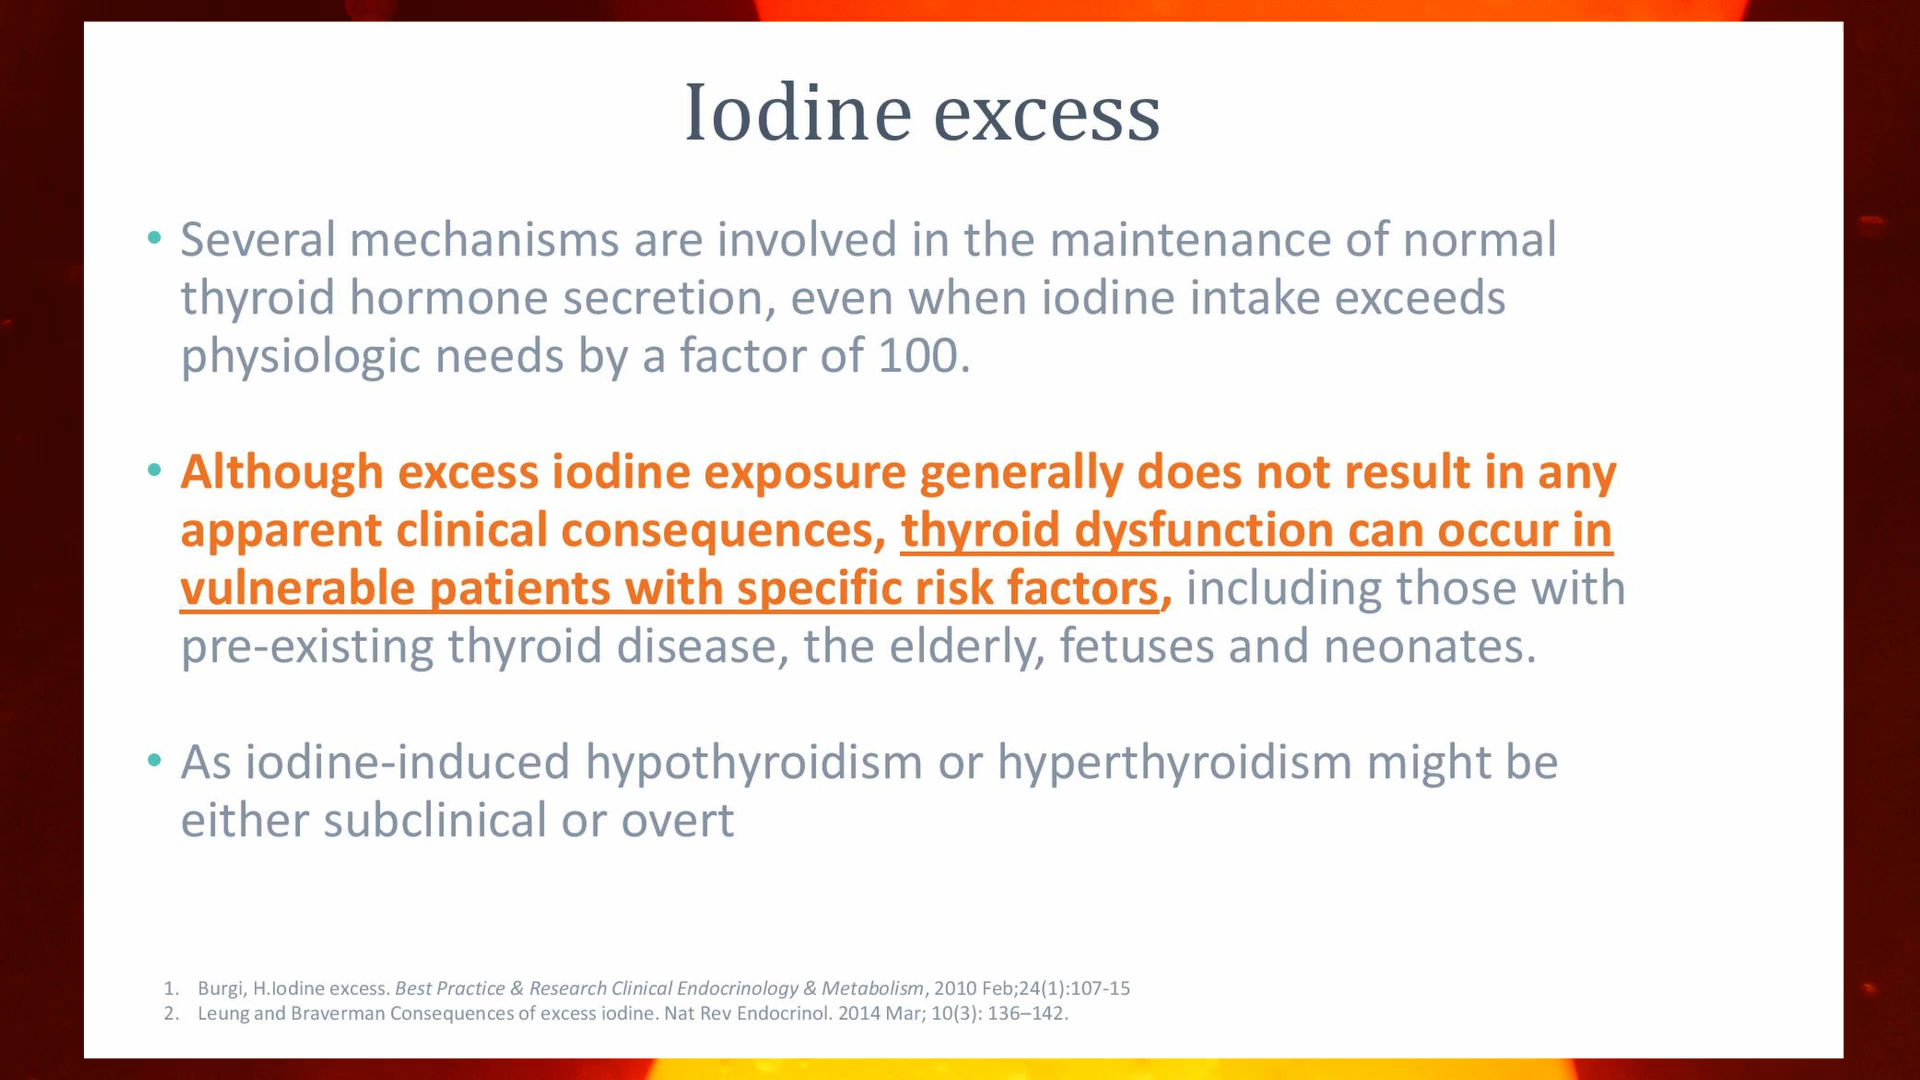 Iodine excess
• Several mechanisms are involved in the maintenance of normal
thyroid hormone secretion, even when iodine intake exceeds
physiologic needs by a factor of 100.
• Although excess iodine exposure generally does not result in any
apparent clinical consequences, thyroid dysfunction can occur in
vulnerable patients with specific risk factors, including those with
pre-existing thyroid disease, the elderly, fetuses and neonates.
• As iodine-induced hypothyroidism or hyperthyroidism might be
either subclinical or overt
1. Burgi, H.Iodine excess. Best Practice & Research Clinical Endocrinology & Metabolism, 2010 Feb;24(1):107-15
2. Leung and Braverman Consequences of excess iodine. Nat Rev Endocrinol. 2014 Mar; 10(3): 136–142.